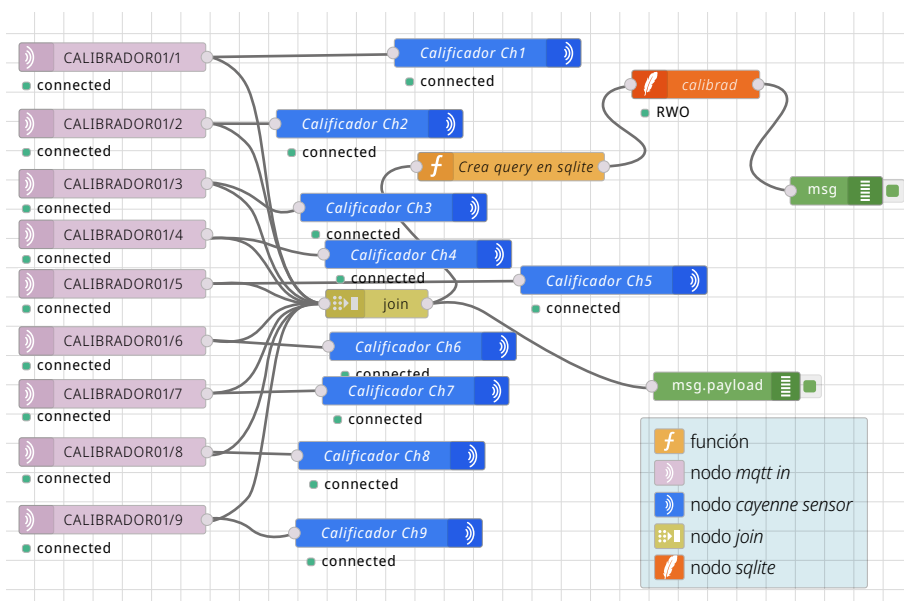 CALIBRADOR01/1
connected
Calificador Ch1
connected
calibrad
RWO
CALIBRADOR01/2
connected
Calificador Ch2
connected
Crea query en sqlite
CALIBRADOR01/3
connected
msg
Calificador Ch3
connected
CALIBRADOR01/4
connected
Calificador Ch4
connected
CALIBRADOR01/5
connected
Calificador Ch5
connected
join
CALIBRADOR01/6
connected
Calificador Ch6
connected
CALIBRADOR01/7
connected
Calificador Ch7
connected
msg.payload
CALIBRADOR01/8
connected
Calificador Ch8
connected
CALIBRADOR01/9
connected
Calificador Ch9
connected
función
nodo mqtt in
nodo cayenne sensor
nodo join
nodo sqlite